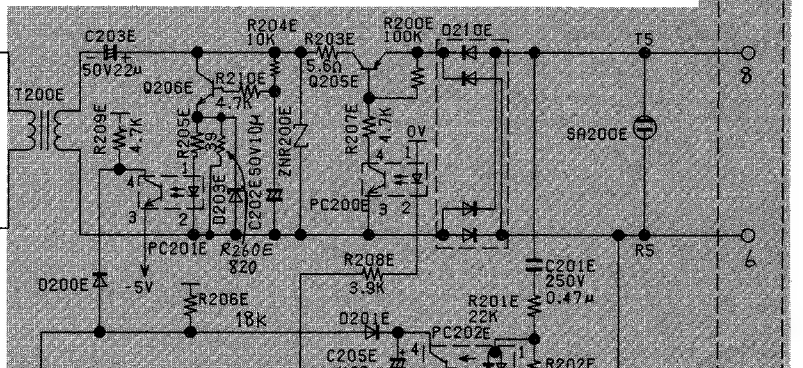 C203E
50V22µ
R204E
10K
R203E
5.6Ω
R200E
100K
D210E
T5
8
T200E
Q206E
R210E
4.7K
Q205E
R209E
4.7K
R205E
39
ZNR200E
R207E
4.7K
0V
SA200E
1
4
1
4
D203E
C202E 50V10µ
3
2
3
2
PC200E
PC201E
R260E
820
R5
6
R208E
3.9K
C201E
250V
0.47µ
D200E
-5V
R206E
18K
R201E
22K
D201E
PC202E
C205E
4
1
R202E